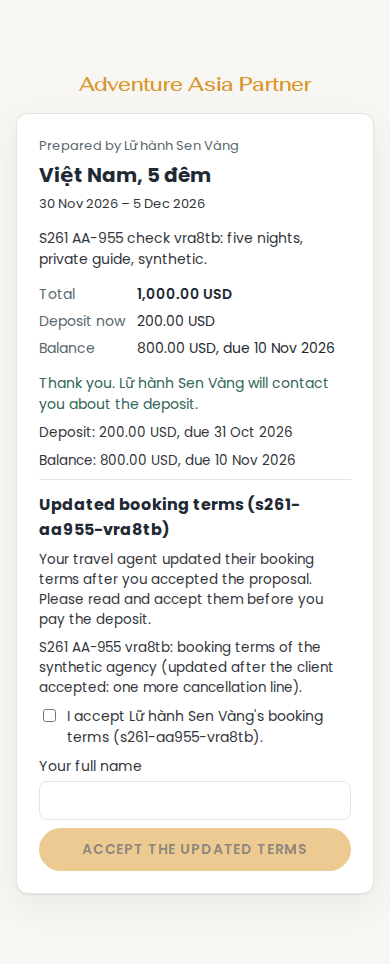 Adventure Asia Partner
Prepared by Lữ hành Sen Vàng
Việt Nam, 5 đêm
30 Nov 2026 – 5 Dec 2026
S261 AA-955 check vra8tb: five nights,
private guide, synthetic.
Total 1,000.00 USD
Deposit now 200.00 USD
Balance 800.00 USD, due 10 Nov 2026
Thank you. Lữ hành Sen Vàng will contact
you about the deposit.
Deposit: 200.00 USD, due 31 Oct 2026
Balance: 800.00 USD, due 10 Nov 2026
Updated booking terms (s261-
aa955-vra8tb)
Your travel agent updated their booking
terms after you accepted the proposal.
Please read and accept them before you
pay the deposit.
S261 AA-955 vra8tb: booking terms of the
synthetic agency (updated after the client
accepted: one more cancellation line).
I accept Lữ hành Sen Vàng's booking
terms (s261-aa955-vra8tb).
Your full name
ACCEPT THE UPDATED TERMS